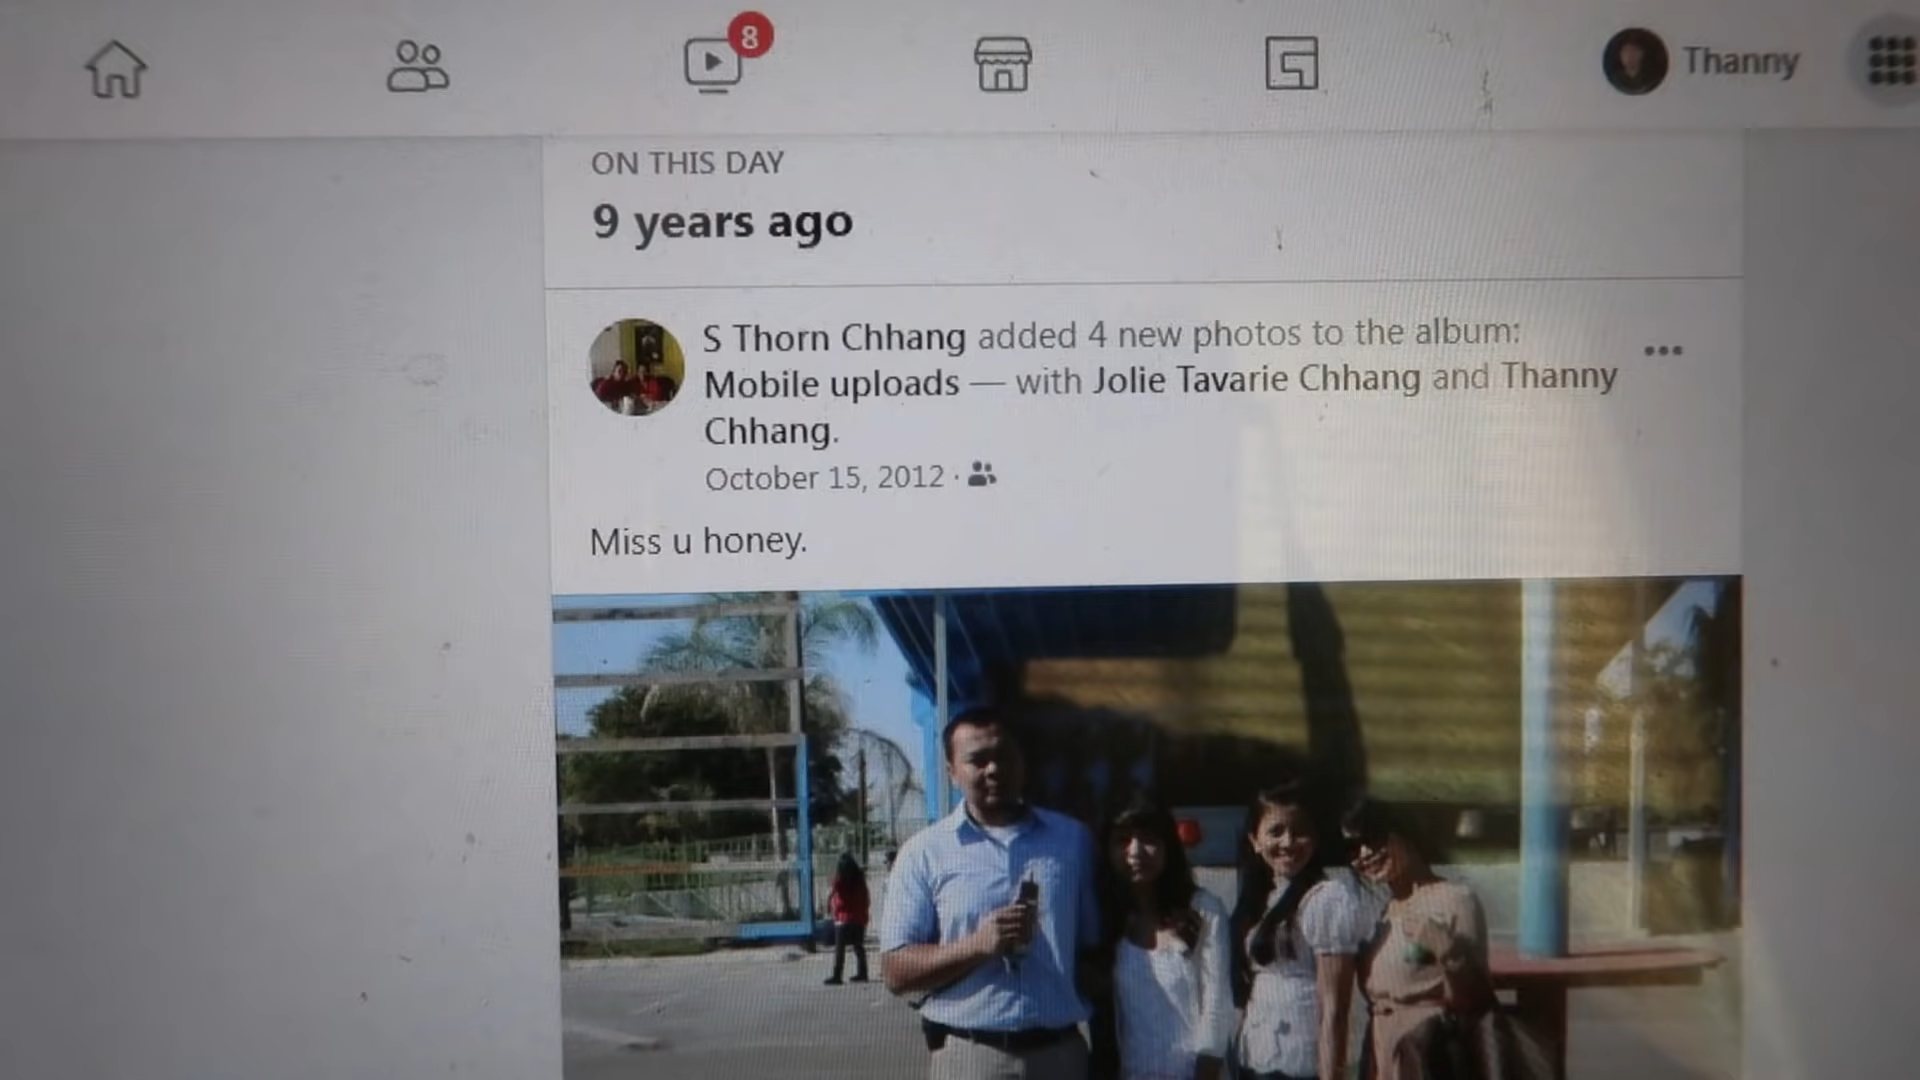 8
Thanny
ON THIS DAY
9 years ago
S Thorn Chhang added 4 new photos to the album:
Mobile uploads — with Jolie Tavarie Chhang and Thanny
Chhang.
October 15, 2012 ·
Miss u honey.